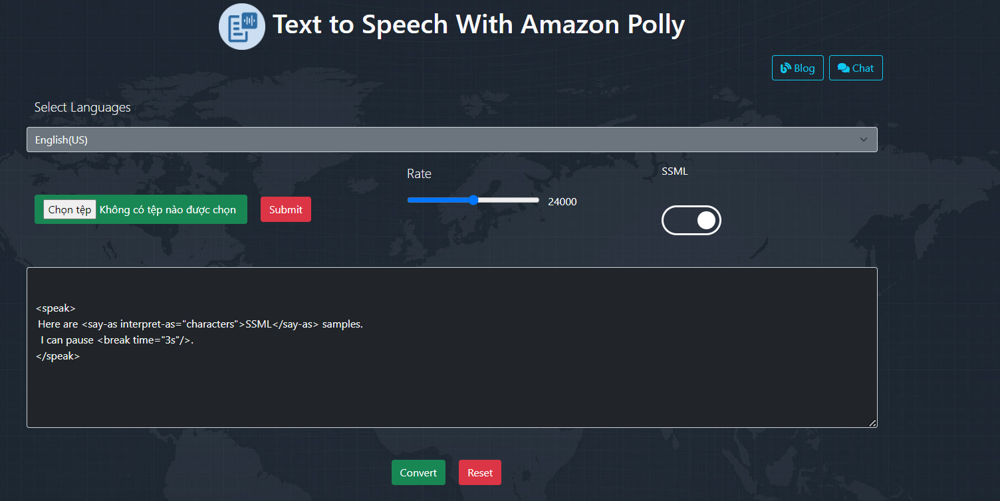 Text to Speech With Amazon Polly
Blog
Chat
Select Languages
English(US)
Rate
SSML
Chọn tệp Không có tệp nào được chọn
Submit
24000
<speak>
Here are <say-as interpret-as="characters">SSML</say-as> samples.
I can pause <break time="3s"/>.
</speak>
Convert
Reset